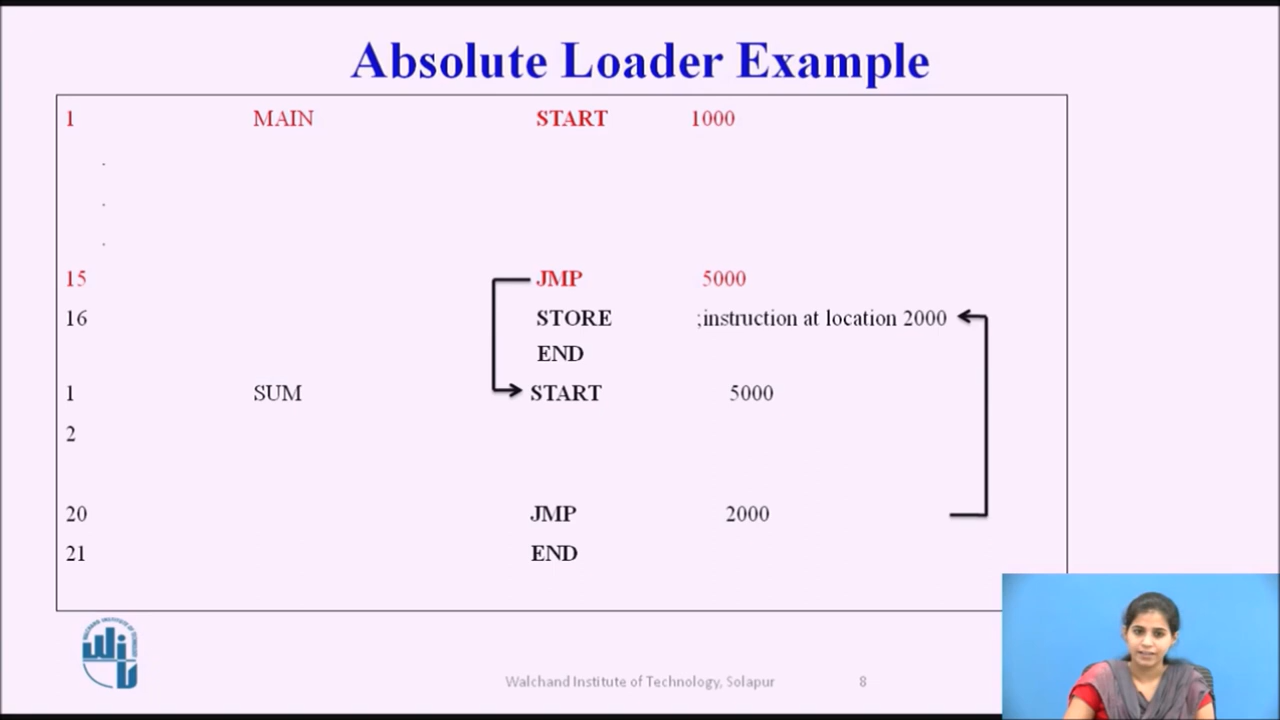 Absolute Loader Example
1 MAIN START 1000
.
.
.
15 JMP 5000
16 STORE ;instruction at location 2000
END
1 SUM START 5000
2
20 JMP 2000
21 END
Walchand Institute of Technology, Solapur 8